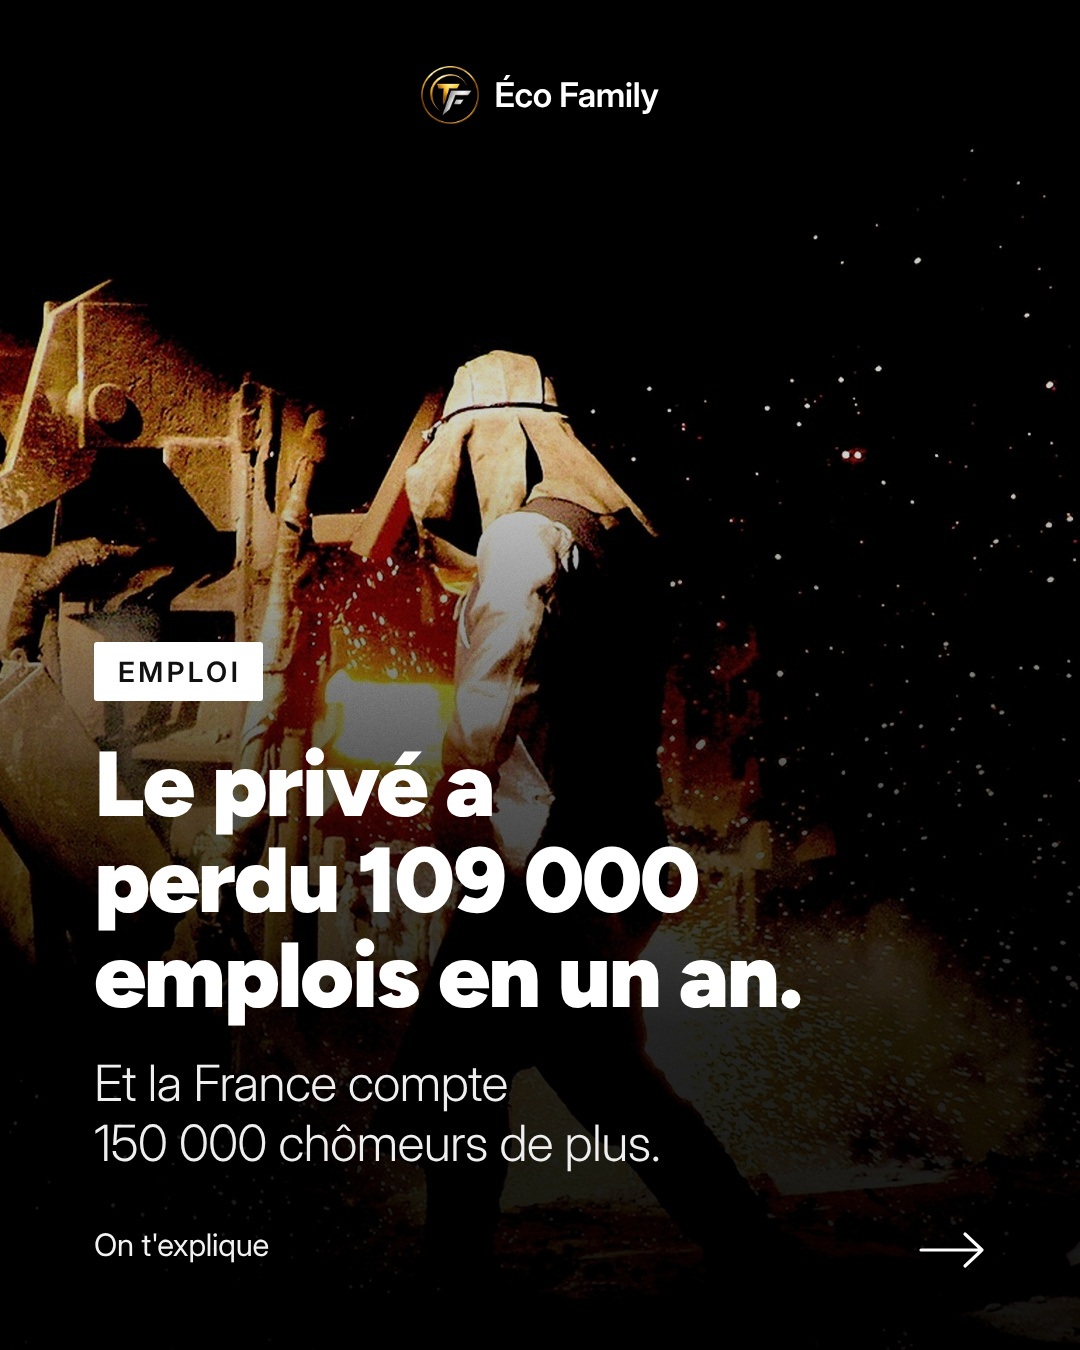 TF Éco Family
EMPLOI
Le privé a
perdu 109 000
emplois en un an.
Et la France compte
150 000 chômeurs de plus.
On t'explique